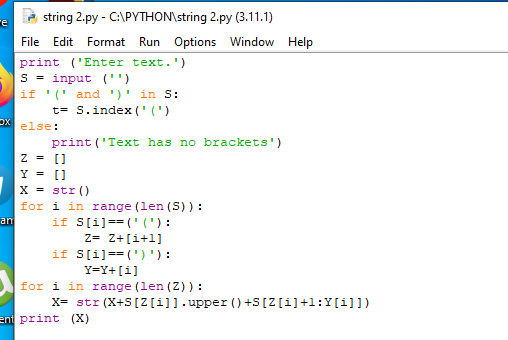 string 2.py - C:\PYTHON\string 2.py (3.11.1)
File Edit Format Run Options Window Help
print ('Enter text.')
S = input ('')
if '(' and ')' in S:
    t= S.index('(')
else:
    print('Text has no brackets')
Z = []
Y = []
X = str()
for i in range(len(S)):
    if S[i]==('('):
        Z= Z+[i+1]
    if S[i]==(')'):
        Y=Y+[i]
for i in range(len(Z)):
    X= str(X+S[Z[i]].upper()+S[Z[i]+1:Y[i]])
print (X)